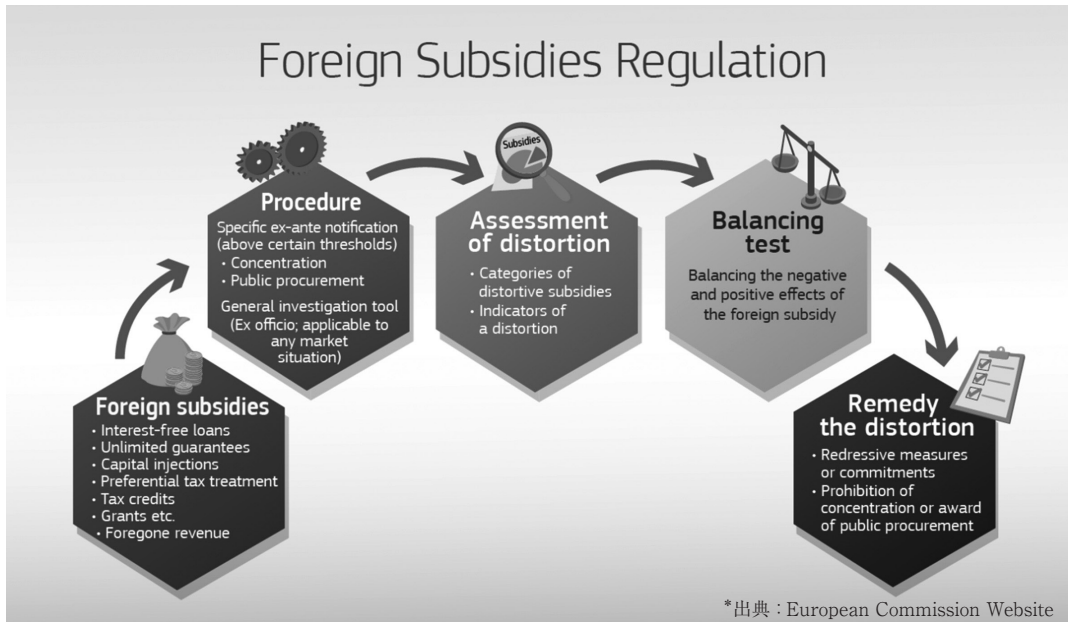 Foreign Subsidies Regulation
Foreign subsidies
• Interest-free loans
• Unlimited guarantees
• Capital injections
• Preferential tax treatment
• Tax credits
• Grants etc.
• Foregone revenue
Procedure
Specific ex-ante notification
(above certain thresholds)
• Concentration
• Public procurement
General investigation tool
(Ex officio; applicable to
any market
situation)
Subsidies
Assessment
of distortion
• Categories of
distortive subsidies
• Indicators of
a distortion
Balancing
test
Balancing the negative
and positive effects of
the foreign subsidy
Remedy
the distortion
• Redressive measures
or commitments
• Prohibition of
concentration or award
of public procurement
*出典：European Commission Website